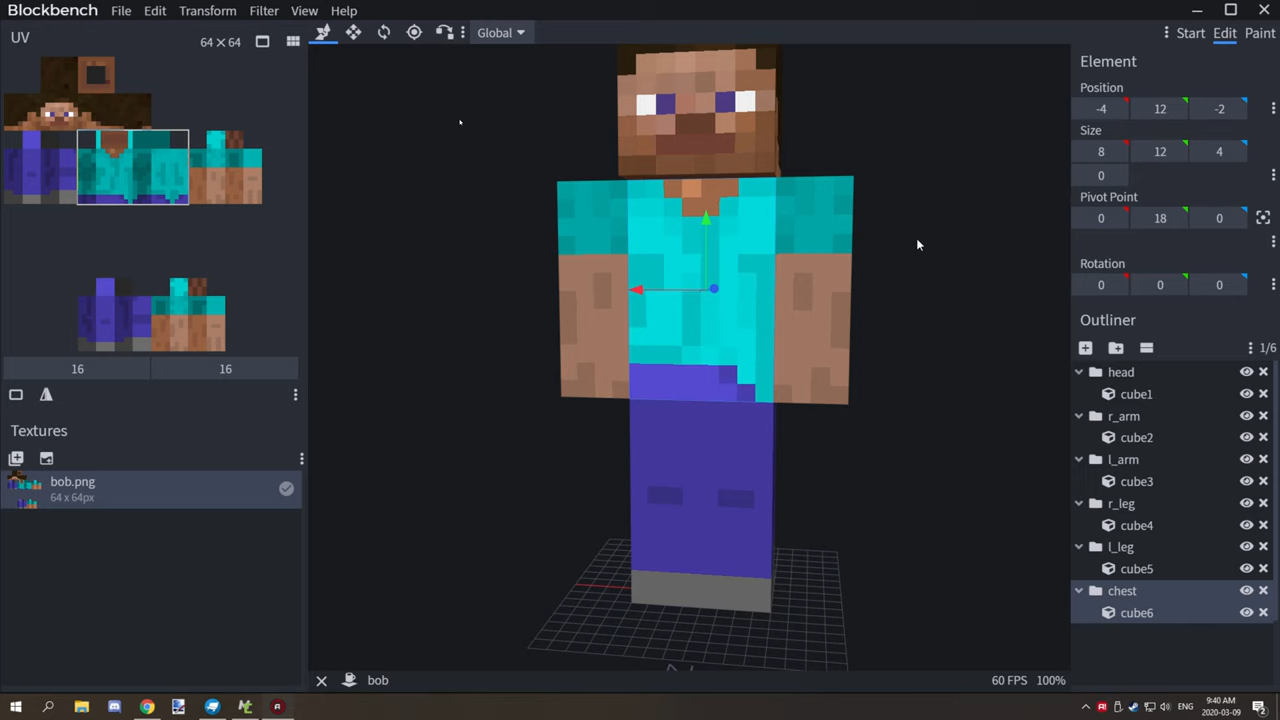 Blockbench File Edit Transform Filter View Help
UV 64 × 64
Global
Start Edit Paint
Element
Position
-4 12 -2
Size
8 12 4
0
Pivot Point
0 18 0
Rotation
0 0 0
Outliner
1/6
head
cube1
r_arm
cube2
l_arm
cube3
r_leg
cube4
l_leg
cube5
chest
cube6
16 16
Textures
bob.png
64 x 64px
bob
60 FPS 100%
ENG
9:40 AM
2020-03-09
2